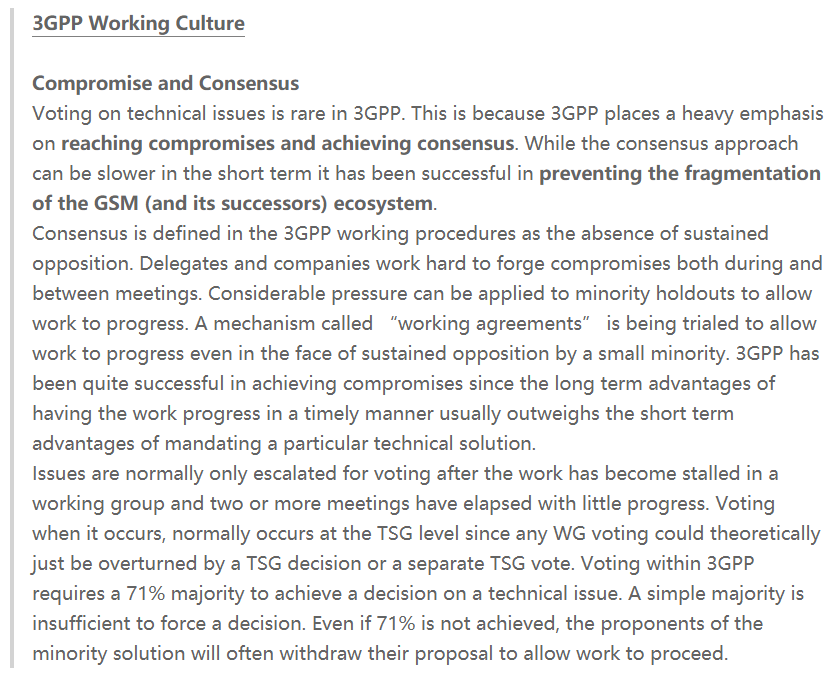 3GPP Working Culture
Compromise and Consensus
Voting on technical issues is rare in 3GPP. This is because 3GPP places a heavy emphasis
on reaching compromises and achieving consensus. While the consensus approach
can be slower in the short term it has been successful in preventing the fragmentation
of the GSM (and its successors) ecosystem.
Consensus is defined in the 3GPP working procedures as the absence of sustained
opposition. Delegates and companies work hard to forge compromises both during and
between meetings. Considerable pressure can be applied to minority holdouts to allow
work to progress. A mechanism called “working agreements” is being trialed to allow
work to progress even in the face of sustained opposition by a small minority. 3GPP has
been quite successful in achieving compromises since the long term advantages of
having the work progress in a timely manner usually outweighs the short term
advantages of mandating a particular technical solution.
Issues are normally only escalated for voting after the work has become stalled in a
working group and two or more meetings have elapsed with little progress. Voting
when it occurs, normally occurs at the TSG level since any WG voting could theoretically
just be overturned by a TSG decision or a separate TSG vote. Voting within 3GPP
requires a 71% majority to achieve a decision on a technical issue. A simple majority is
insufficient to force a decision. Even if 71% is not achieved, the proponents of the
minority solution will often withdraw their proposal to allow work to proceed.